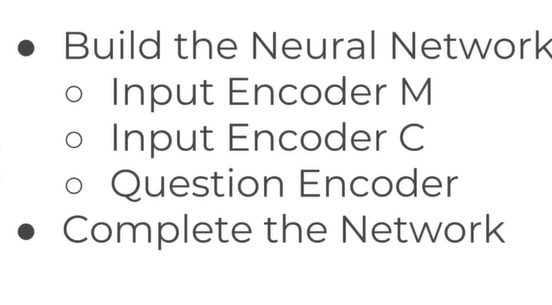 ● Build the Neural Network
○ Input Encoder M
○ Input Encoder C
○ Question Encoder
● Complete the Network